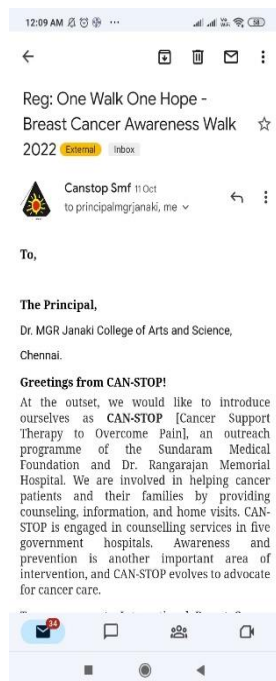 12:09 AM
Reg: One Walk One Hope -
Breast Cancer Awareness Walk
2022 External Inbox
Canstop Smf 11 Oct
to principalmgrjanaki, me
To,
The Principal,
Dr. MGR Janaki College of Arts and Science,
Chennai.
Greetings from CAN-STOP!
At the outset, we would like to introduce
ourselves as CAN-STOP [Cancer Support
Therapy to Overcome Pain], an outreach
programme of the Sundaram Medical
Foundation and Dr. Rangarajan Memorial
Hospital. We are involved in helping cancer
patients and their families by providing
counseling, information, and home visits. CAN-
STOP is engaged in counselling services in five
government hospitals. Awareness and
prevention is another important area of
intervention, and CAN-STOP evolves to advocate
for cancer care.
34